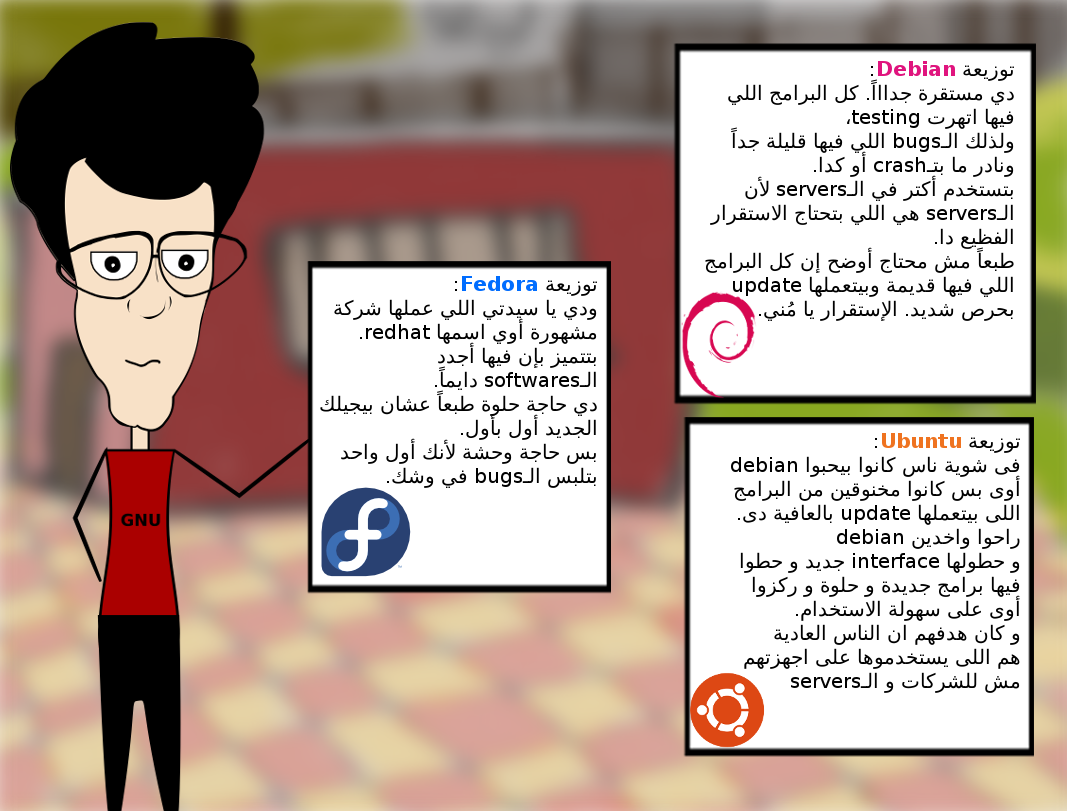 توزيعة Debian:
دي مستقرة جداااً. كل البرامج اللي
فيها اتهرت testing،
ولذلك الـbugs اللي فيها قليلة جداً
ونادر ما بتـcrash أو كدا.
بتستخدم أكتر في الـservers لأن
الـservers هي اللي بتحتاج الاستقرار
الفظيع دا.
طبعاً مش محتاج أوضح إن كل البرامج
اللي فيها قديمة وبيتعملها update
بحرص شديد. الإستقرار يا مُني.
توزيعة Fedora:
ودي يا سيدتي اللي عملها شركة
مشهورة أوي اسمها redhat.
بتتميز بإن فيها أجدد
الـsoftwares دايماً.
دي حاجة حلوة طبعاً عشان بيجيلك
الجديد أول بأول.
بس حاجة وحشة لأنك أول واحد
بتلبس الـbugs في وشك.
توزيعة Ubuntu:
فى شوية ناس كانوا بيحبوا debian
أوى بس كانوا مخنوقين من البرامج
اللى بيتعملها update بالعافية دى.
راحوا واخدين debian
و حطولها interface جديد و حطوا
فيها برامج جديدة و حلوة و ركزوا
أوى على سهولة الاستخدام.
و كان هدفهم ان الناس العادية
هم اللى يستخدموها على اجهزتهم
مش للشركات و الـservers
GNU